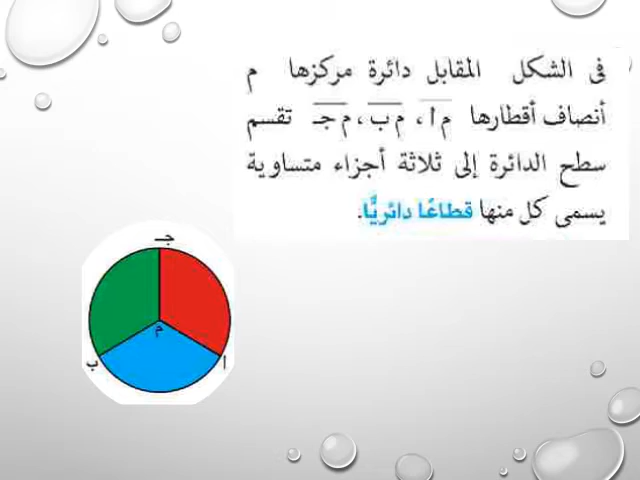 فى الشكل المقابل دائرة مركزها م
أنصاف أقطارها م ا ، م ب ، م جـ تقسم
سطح الدائرة إلى ثلاثة أجزاء متساوية
يسمى كل منها قطاعًا دائريًّا.
جـ
م
ب
ا